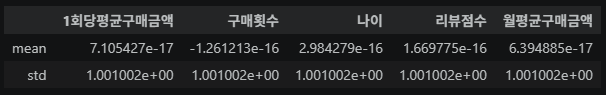 1회당평균구매금액 구매횟수 나이 리뷰점수 월평균구매금액
mean 7.105427e-17 -1.261213e-16 2.984279e-16 1.669775e-16 6.394885e-17
std 1.001002e+00 1.001002e+00 1.001002e+00 1.001002e+00 1.001002e+00